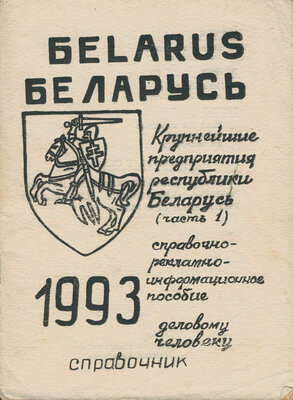 BELARUS
БЕЛАРУСЬ
Крупнейшие
предприятия
республики
Беларусь
(часть 1)
справочно-
рекламно-
информационное
пособие
1993
деловому
человеку
справочник